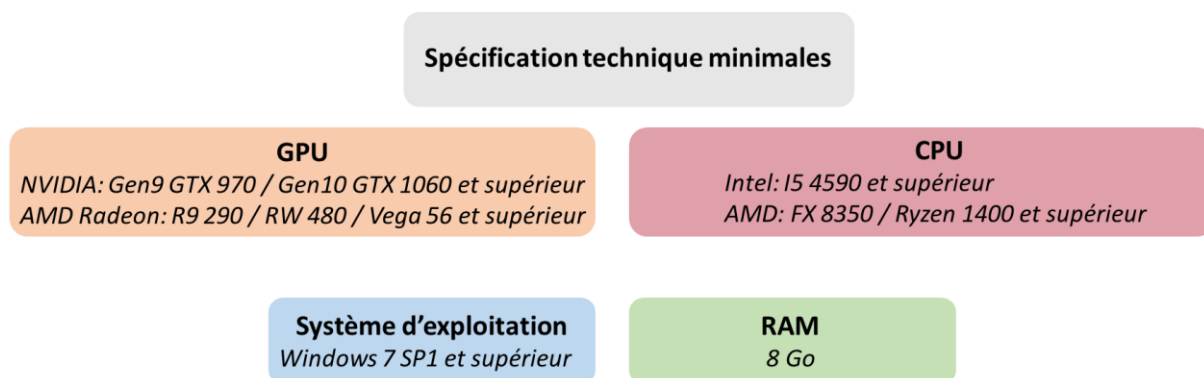 Spécification technique minimales
GPU
NVIDIA: Gen9 GTX 970 / Gen10 GTX 1060 et supérieur
AMD Radeon: R9 290 / RW 480 / Vega 56 et supérieur
CPU
Intel: I5 4590 et supérieur
AMD: FX 8350 / Ryzen 1400 et supérieur
Système d'exploitation
Windows 7 SP1 et supérieur
RAM
8 Go